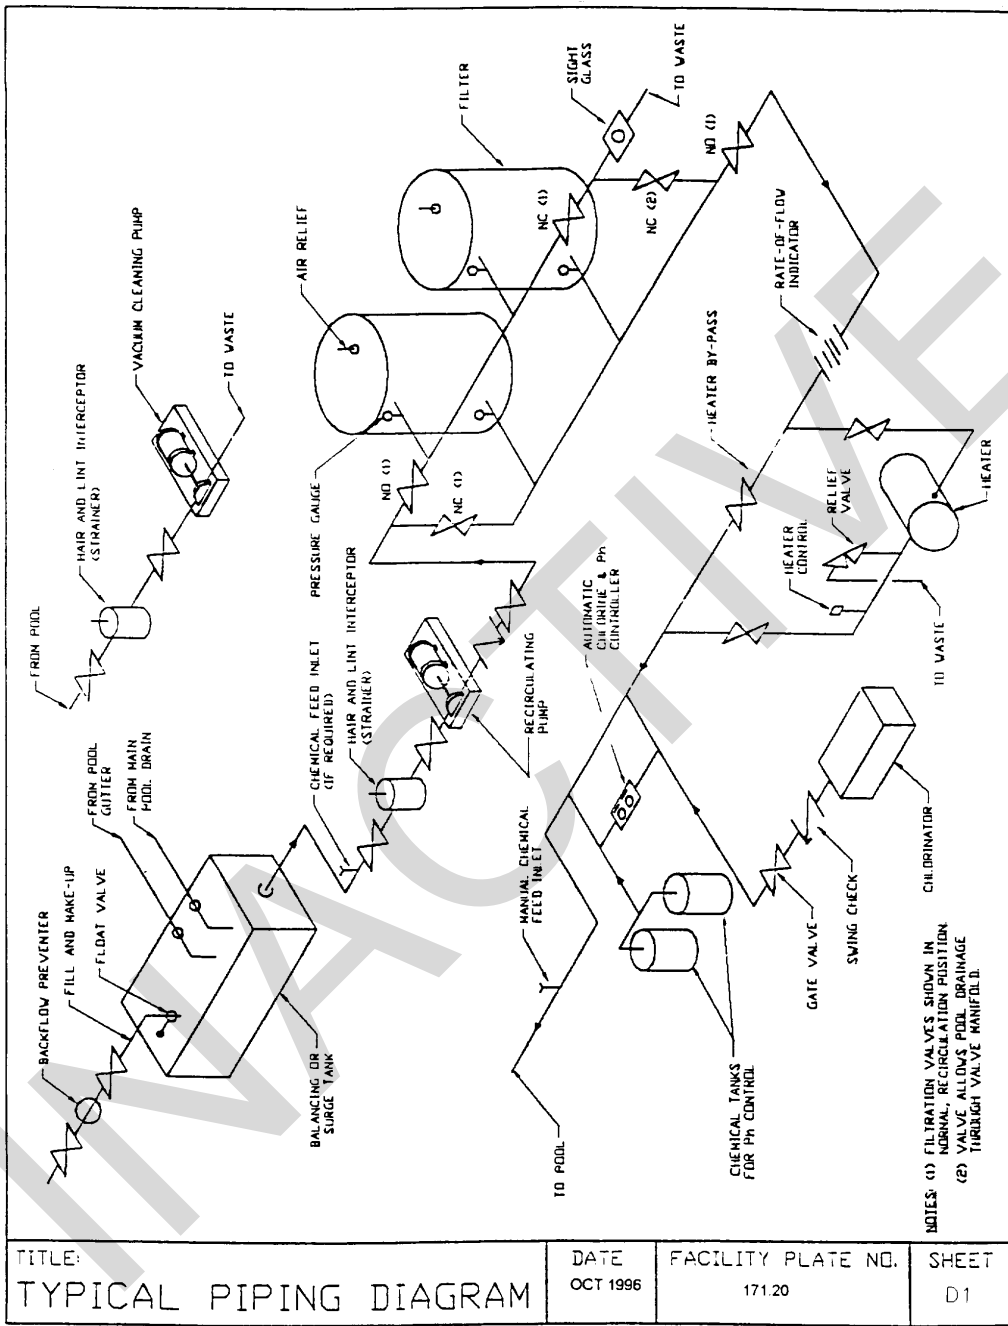 FROM POOL
HAIR AND LINT INTERCEPTOR
(STRAINER)
VACUUM CLEANING PUMP
TO WASTE
BACKFLOW PREVENTER
FILL AND MAKE-UP
FLOAT VALVE
FROM POOL
GUTTER
FROM MAIN
POOL DRAIN
BALANCING OR
SURGE TANK
CHEMICAL FEED INLET
(IF REQUIRED)
HAIR AND LINT INTERCEPTOR
(STRAINER)
RECIRCULATING
PUMP
PRESSURE GAUGE
AIR RELIEF
FILTER
SIGHT
GLASS
TO WASTE
NO (1)
NC (1)
NC (1)
NC (2)
NO (1)
RATE-OF-FLOW
INDICATOR
HEATER BY-PASS
HEATER
RELIEF
VALVE
HEATER
CONTROL
TO WASTE
AUTOMATIC
CHLORINE & Ph
CONTROLLER
MANUAL CHEMICAL
FEED INLET
TO POOL
CHEMICAL TANKS
FOR Ph CONTROL
GATE VALVE
SWING CHECK
CHLORINATOR
NOTES: (1) FILTRATION VALVES SHOWN IN
NORMAL, RECIRCULATION POSITION.
(2) VALVE ALLOWS POOL DRAINAGE
THROUGH VALVE MANIFOLD.
INACTIVE
TITLE:
TYPICAL PIPING DIAGRAM
DATE
OCT 1996
FACILITY PLATE NO.
171.20
SHEET
D1